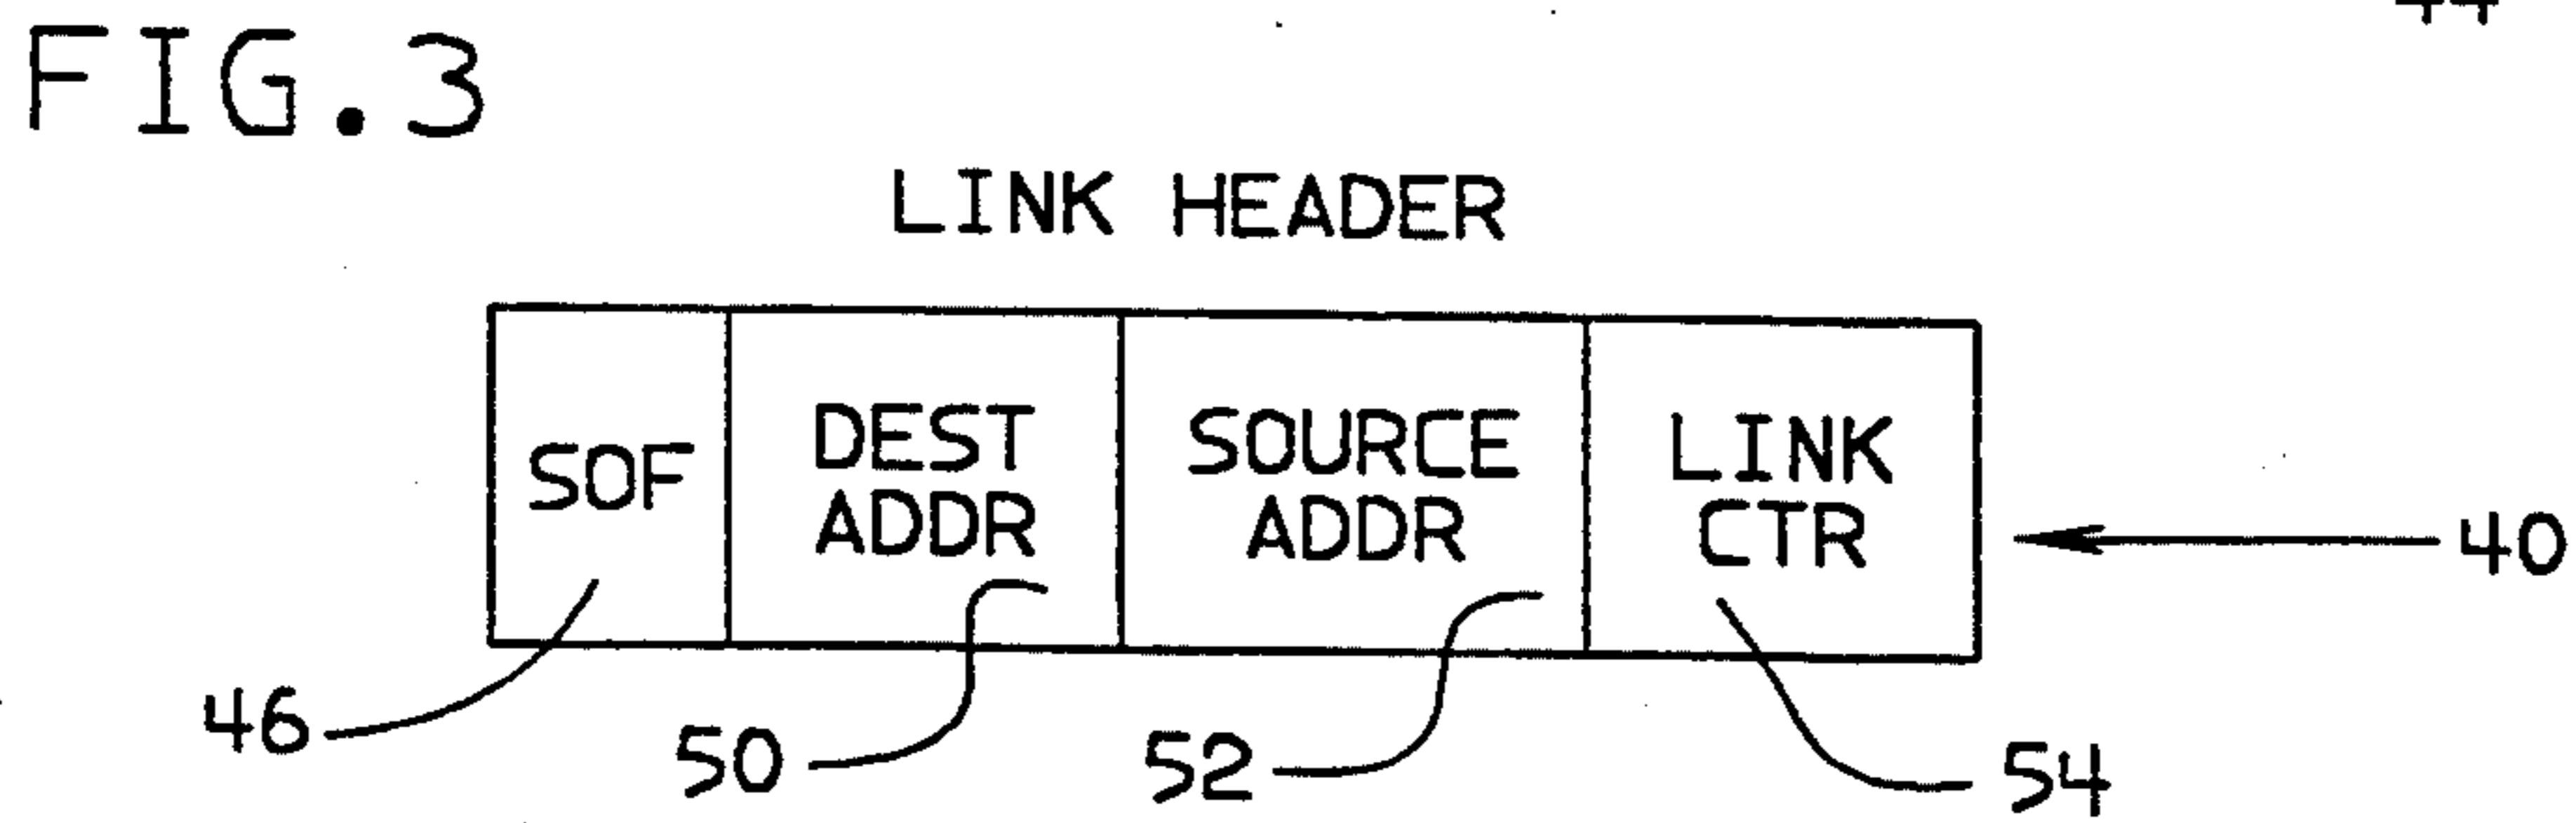 FIG.3
LINK HEADER
SOF
DEST
ADDR
SOURCE
ADDR
LINK
CTR
40
46
50
52
54